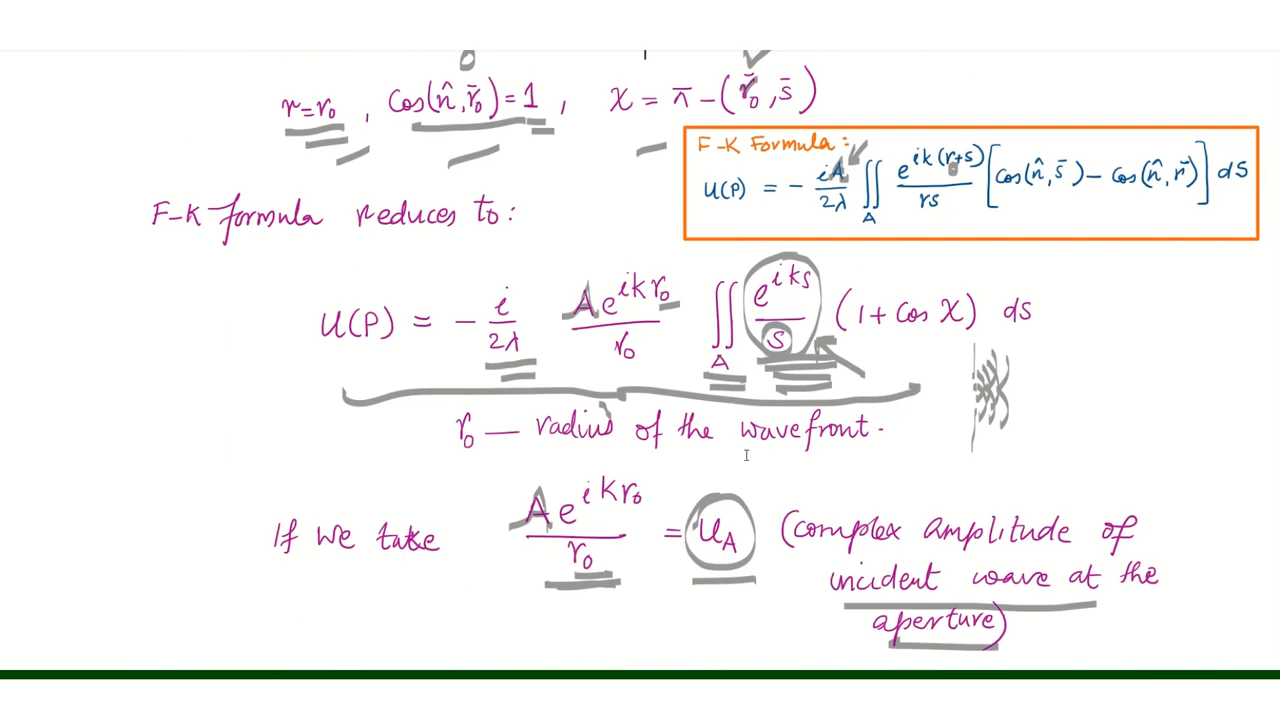 r=r₀ , Cos(n̂,r̄₀)=1 , χ = π − (r̄₀, s̄)
F-K Formula:
U(P) = − iA/2λ ∬_A e^{ik(r+s)}/rs [cos(n̂, s̄) − cos(n̂, r̄)] dS
F-K formula reduces to:
U(P) = − i/2λ Ae^{ikr₀}/r₀ ∬_A e^{iks}/s (1+ cos χ) ds
r₀ — radius of the wavefront.
If we take Ae^{ikr₀}/r₀ = U_A (complex amplitude of
incident wave at the
aperture)